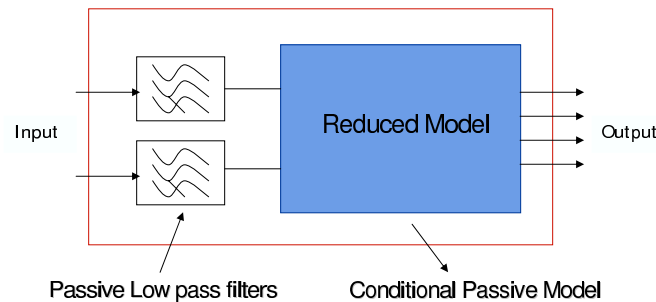 Reduced Model
Input
Output
Passive Low pass filters
Conditional Passive Model